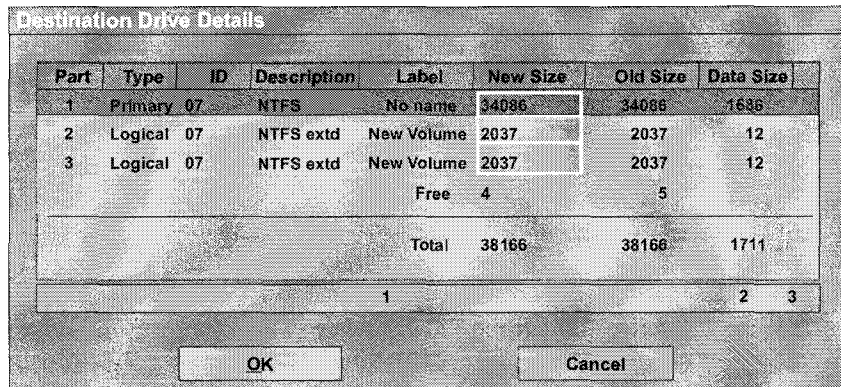 Destination Drive Details
Part Type ID Description Label New Size Old Size Data Size
1 Primary 07 NTFS No name 34086 34086 1686
2 Logical 07 NTFS extd New Volume 2037 2037 12
3 Logical 07 NTFS extd New Volume 2037 2037 12
Free 4 5
Total 38166 38166 1711
1 2 3
OK Cancel